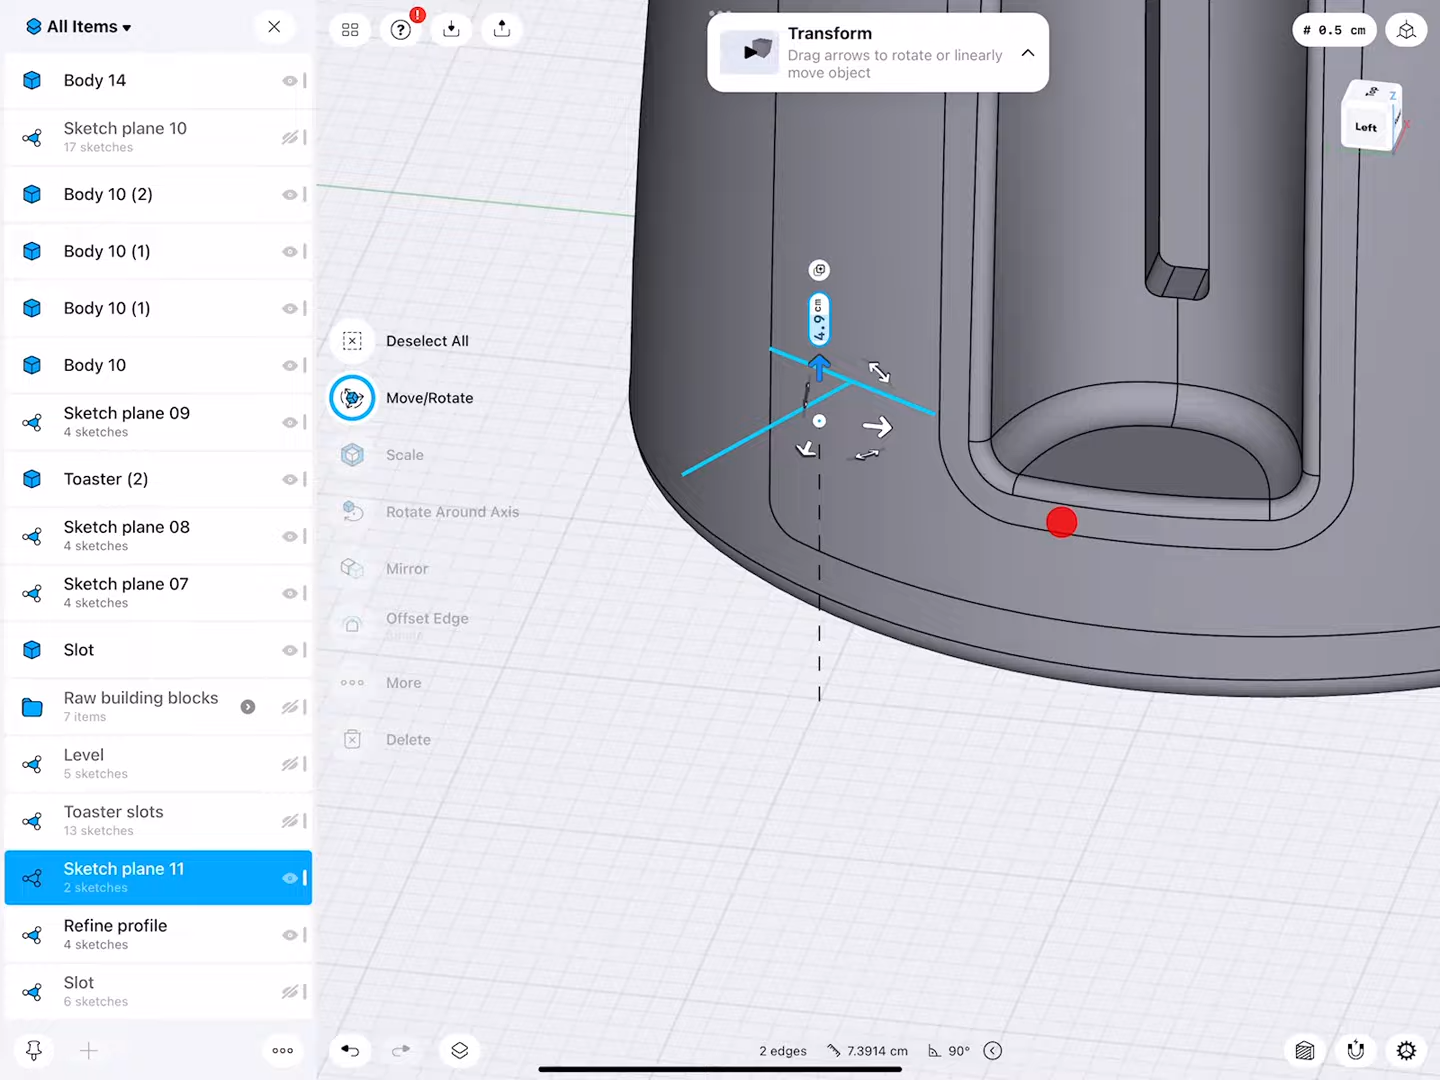 All Items
Body 14
Sketch plane 10
17 sketches
Body 10 (2)
Body 10 (1)
Body 10 (1)
Body 10
Sketch plane 09
4 sketches
Toaster (2)
Sketch plane 08
4 sketches
Sketch plane 07
4 sketches
Slot
Raw building blocks
7 items
Level
5 sketches
Toaster slots
13 sketches
Sketch plane 11
2 sketches
Refine profile
4 sketches
Slot
6 sketches
Transform
Drag arrows to rotate or linearly
move object
# 0.5 cm
Z
X
Left
4.9 cm
Deselect All
Move/Rotate
Scale
Rotate Around Axis
Mirror
Offset Edge
More
Delete
2 edges
7.3914 cm
90°